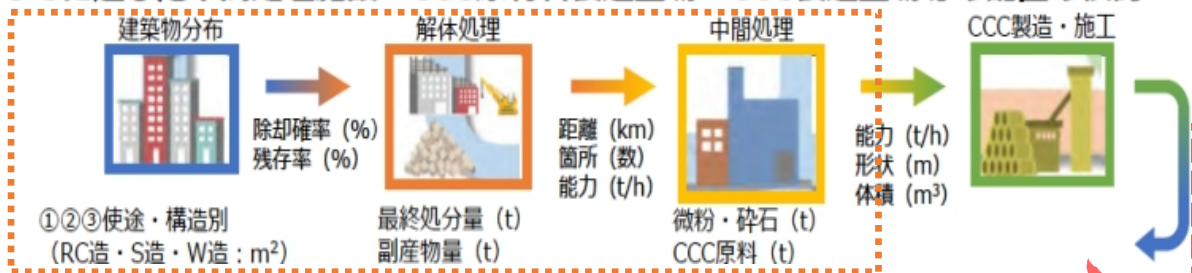 建築物分布
解体処理
中間処理
CCC製造・施工
除却確率（%）
残存率（%）
距離（km）
箇所（数）
能力（t/h）
能力（t/h）
形状（m）
体積（m³）
①②③使途・構造別
（RC造・S造・W造：m²）
最終処分量（t）
副産物量（t）
微粉・砕石（t）
CCC原料（t）